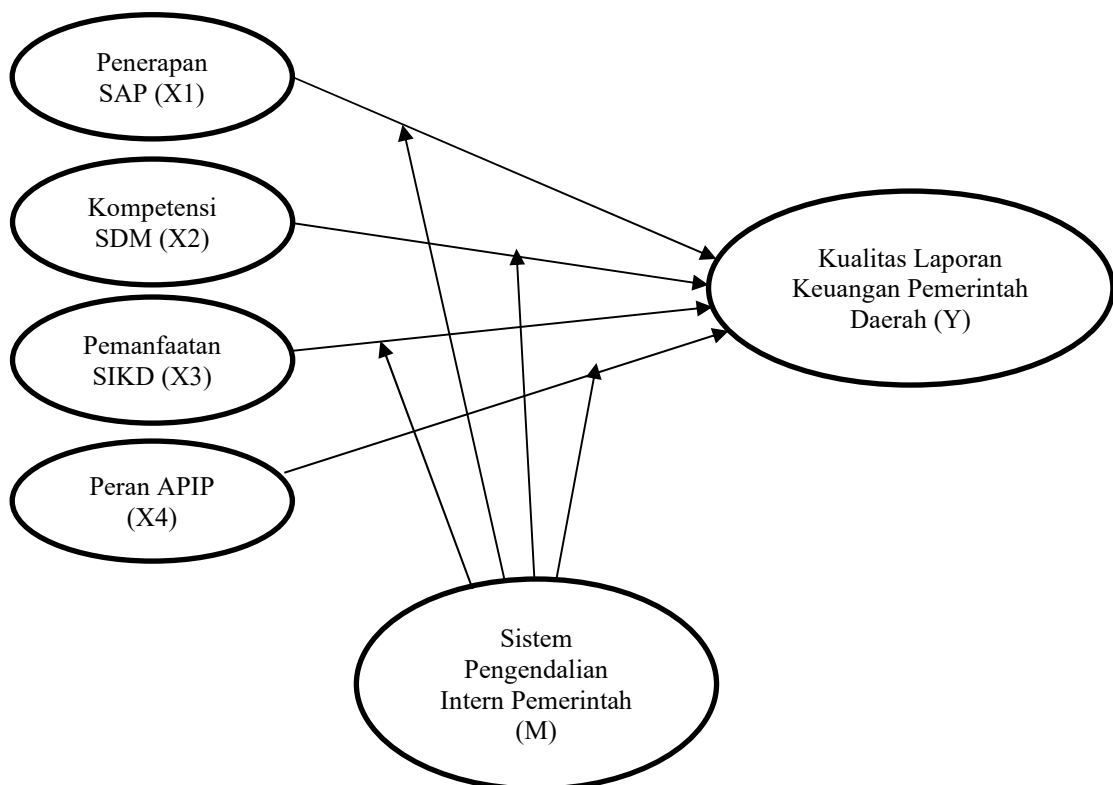 Penerapan
SAP (X1)
Kompetensi
SDM (X2)
Pemanfaatan
SIKD (X3)
Peran APIP
(X4)
Kualitas Laporan
Keuangan Pemerintah
Daerah (Y)
Sistem
Pengendalian
Intern Pemerintah
(M)